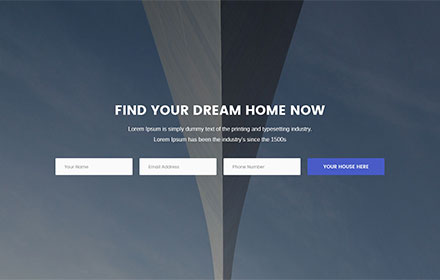 FIND YOUR DREAM HOME NOW
Lorem Ipsum is simply dummy text of the printing and typesetting industry.
Lorem Ipsum has been the industry's since the 1500s
Your Name Email Address Phone Number YOUR HOUSE HERE